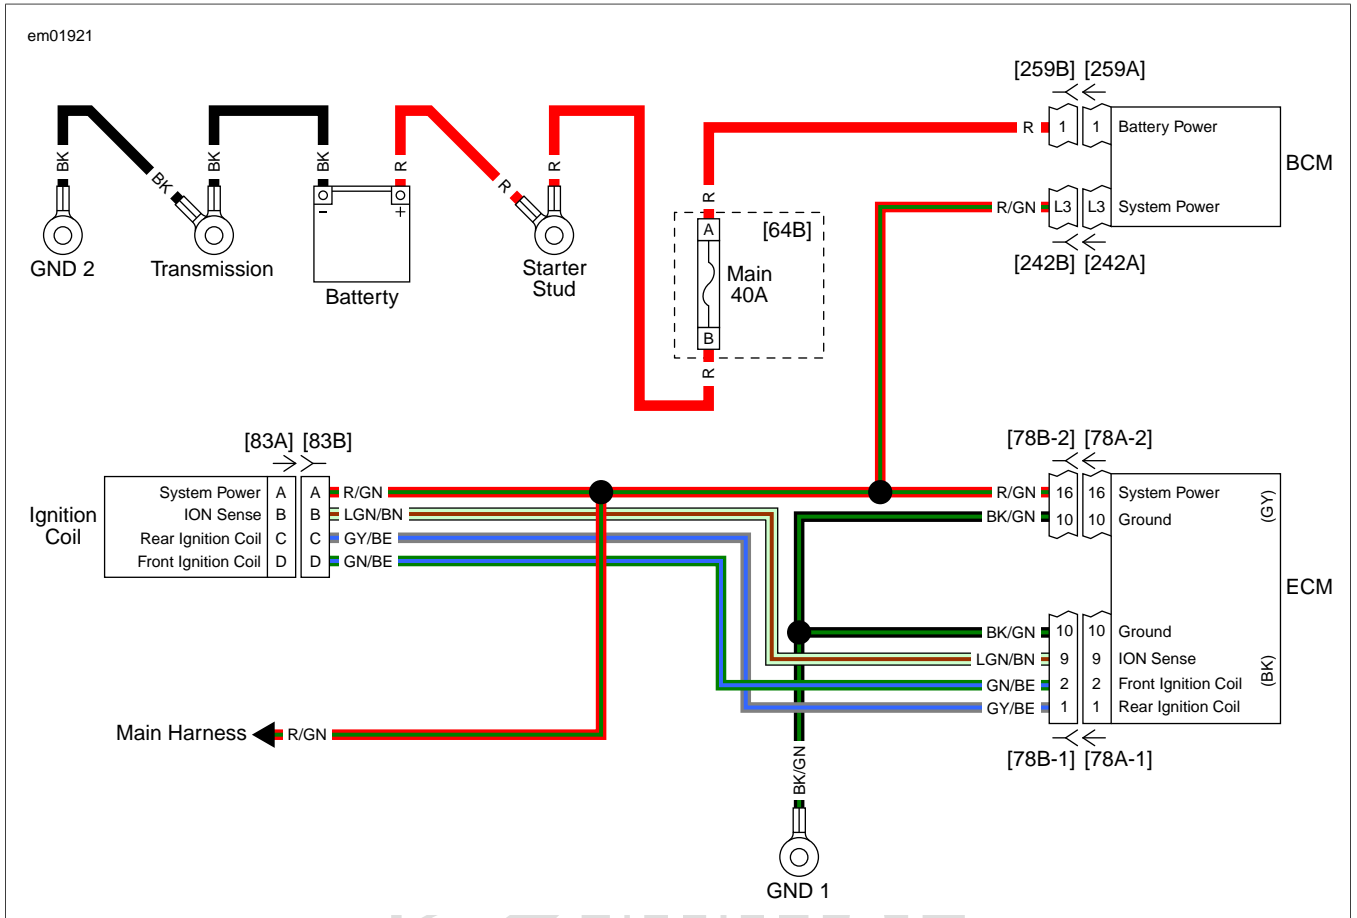 em01921
[259B] [259A]
R 1 1 Battery Power
BCM
R/GN L3 L3 System Power
[242B] [242A]
BK BK BK BK R R R R
- +
GND 2
Transmission
Batterty
Starter
Stud
A
[64B]
Main
40A
B
R
[83A] [83B]
Ignition
Coil
System Power A A R/GN
ION Sense B B LGN/BN
Rear Ignition Coil C C GY/BE
Front Ignition Coil D D GN/BE
[78B-2] [78A-2]
R/GN 16 16 System Power
BK/GN 10 10 Ground
(GY)
ECM
BK/GN 10 10 Ground
LGN/BN 9 9 ION Sense
GN/BE 2 2 Front Ignition Coil
GY/BE 1 1 Rear Ignition Coil
(BK)
[78B-1] [78A-1]
Main Harness R/GN
BK/GN
GND 1